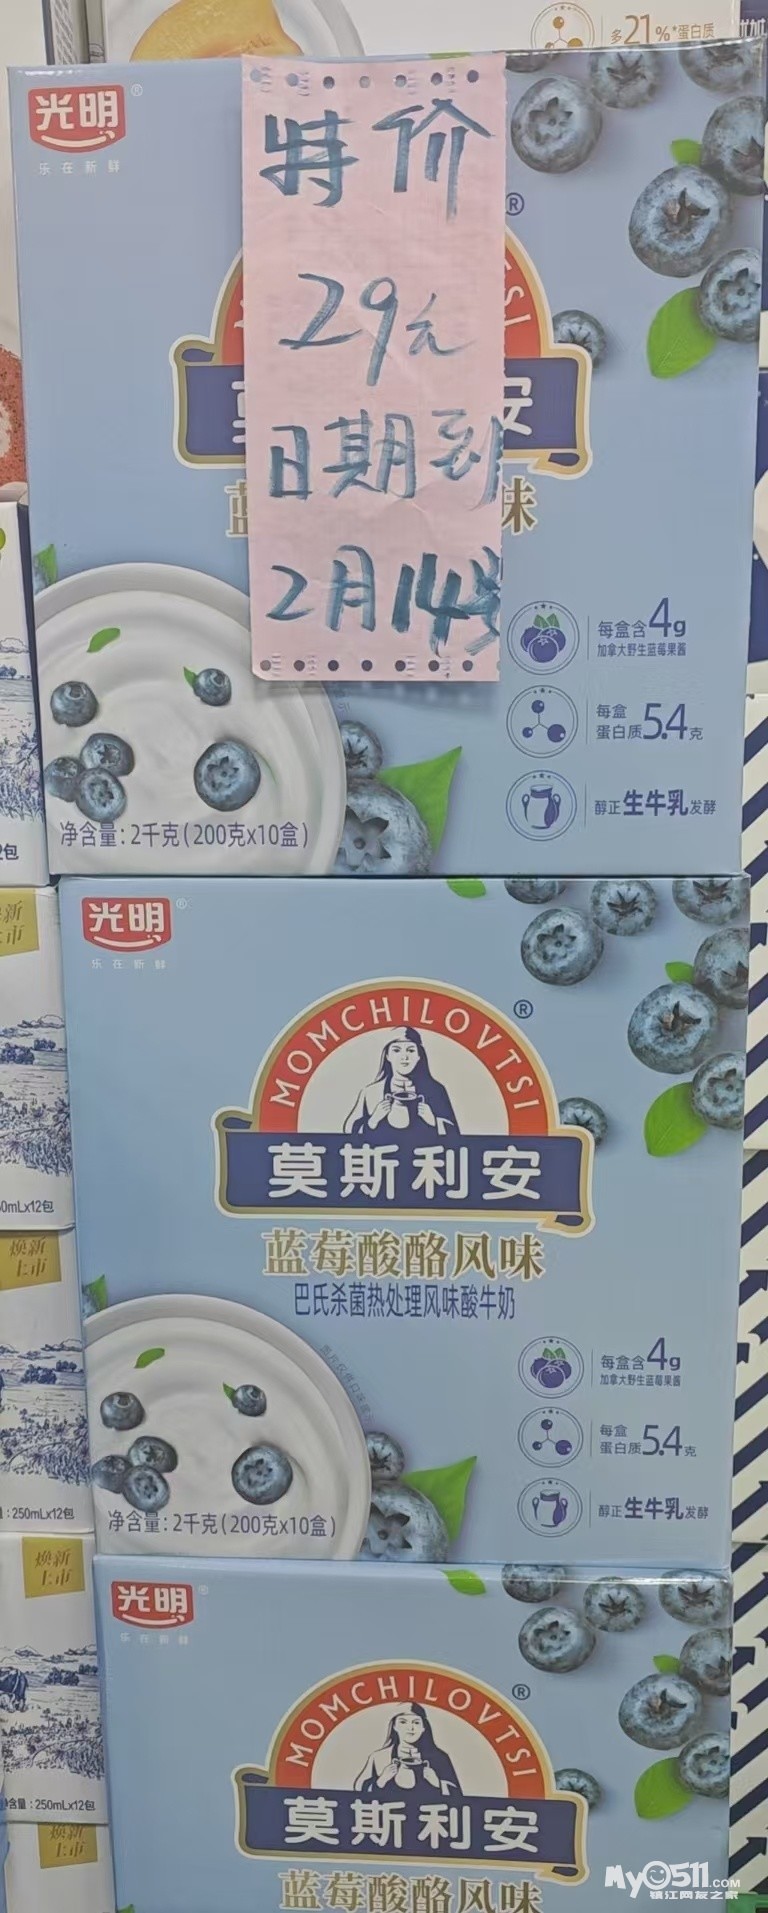 多21%*蛋白质
光明®
乐在新鲜
特价
29元
日期到
2月14号
®
安
味
每盒含4g
加拿大野生蓝莓果酱
每盒
蛋白质5.4克
醇正生牛乳发酵
净含量:2千克(200克x10盒)
光明®
乐在新鲜
MOMCHILOVTSI®
莫斯利安
蓝莓酸酪风味
巴氏杀菌热处理风味酸牛奶
每盒含4g
加拿大野生蓝莓果酱
每盒
蛋白质5.4克
醇正生牛乳发酵
净含量:2千克(200克x10盒)
焕新
上市
:250mLx12包
光明®
乐在新鲜
MOMCHILOVTSI®
莫斯利安
蓝莓酸酪风味
焕新
上市
含量:250mLx12包
焕新
上市
My0511.COM
镇江网友之家